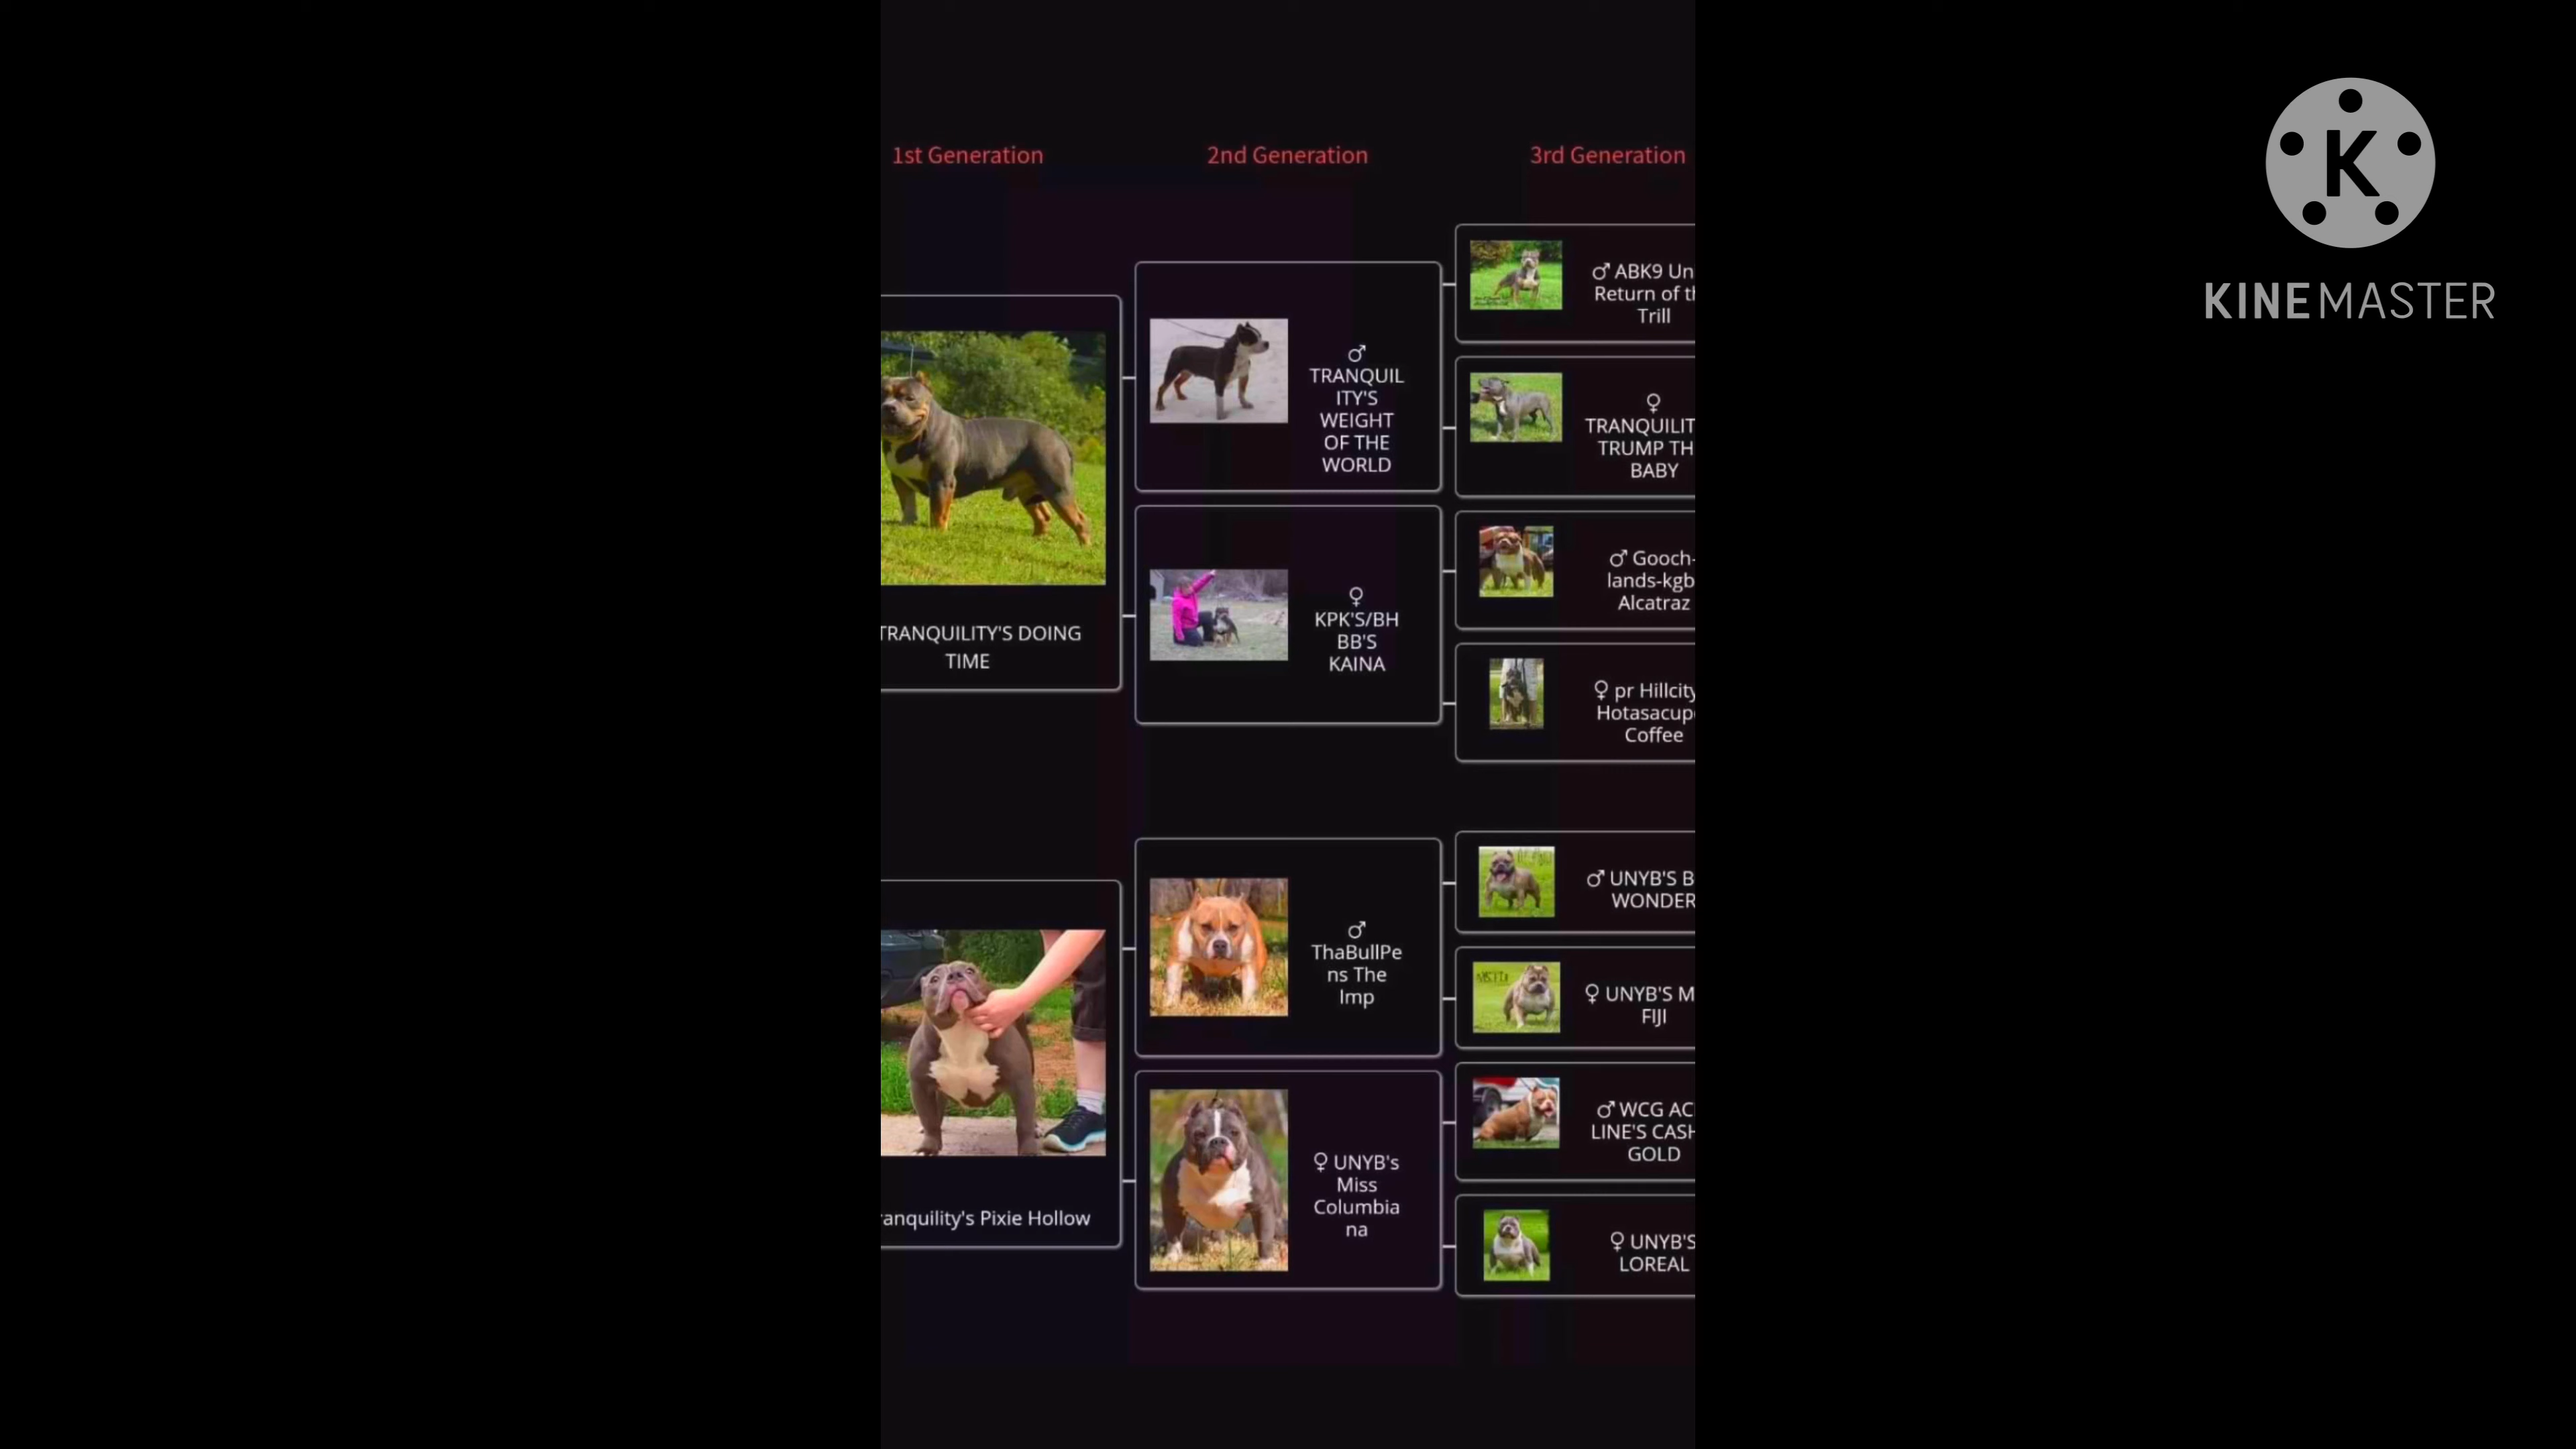 1st Generation
2nd Generation
3rd Generation
TRANQUILITY'S DOING
TIME
ranquility's Pixie Hollow
♂
TRANQUIL
ITY'S
WEIGHT
OF THE
WORLD
♀
KPK'S/BH
BB'S
KAINA
♂
ThaBullPe
ns The
Imp
♀ UNYB's
Miss
Columbia
na
♂ ABK9 Un
Return of th
Trill
♀
TRANQUILIT
TRUMP TH
BABY
♂ Gooch-
lands-kgb
Alcatraz
♀ pr Hillcity
Hotasacup
Coffee
♂ UNYB'S B
WONDER
♀ UNYB'S M
FIJI
♂ WCG AC
LINE'S CASH
GOLD
♀ UNYB'S
LOREAL
K
KINEMASTER